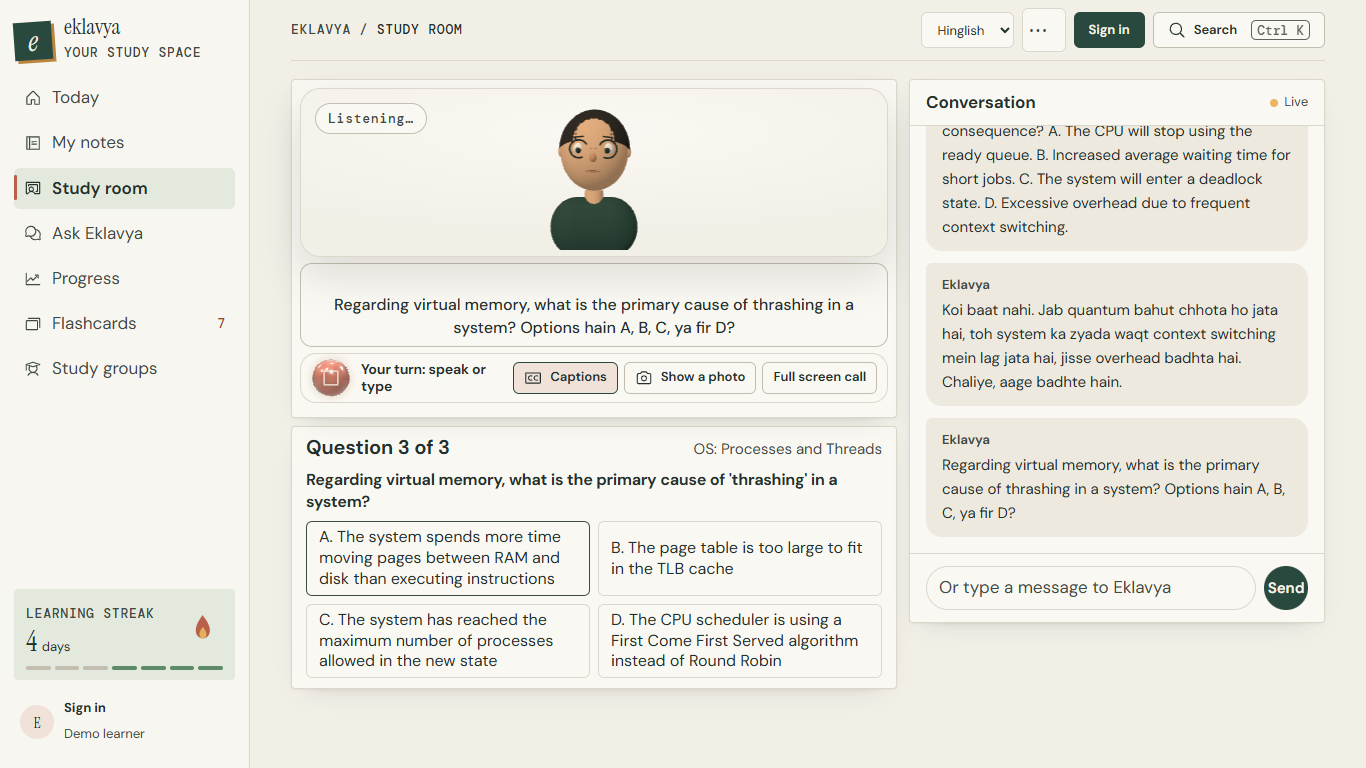 e
eklavya
YOUR STUDY SPACE
Today
My notes
Study room
Ask Eklavya
Progress
Flashcards 7
Study groups
LEARNING STREAK
4 days
E
Sign in
Demo learner
EKLAVYA / STUDY ROOM
Hinglish
...
Sign in
Search Ctrl K
Listening…
Regarding virtual memory, what is the primary cause of thrashing in a
system? Options hain A, B, C, ya fir D?
Your turn: speak or
type
CC Captions
Show a photo
Full screen call
Question 3 of 3
OS: Processes and Threads
Regarding virtual memory, what is the primary cause of 'thrashing' in a
system?
A. The system spends more time
moving pages between RAM and
disk than executing instructions
B. The page table is too large to fit
in the TLB cache
C. The system has reached the
maximum number of processes
allowed in the new state
D. The CPU scheduler is using a
First Come First Served algorithm
instead of Round Robin
Conversation
Live
consequence? A. The CPU will stop using the
ready queue. B. Increased average waiting time for
short jobs. C. The system will enter a deadlock
state. D. Excessive overhead due to frequent
context switching.
Eklavya
Koi baat nahi. Jab quantum bahut chhota ho jata
hai, toh system ka zyada waqt context switching
mein lag jata hai, jisse overhead badhta hai.
Chaliye, aage badhte hain.
Eklavya
Regarding virtual memory, what is the primary
cause of thrashing in a system? Options hain A, B,
C, ya fir D?
Or type a message to Eklavya
Send